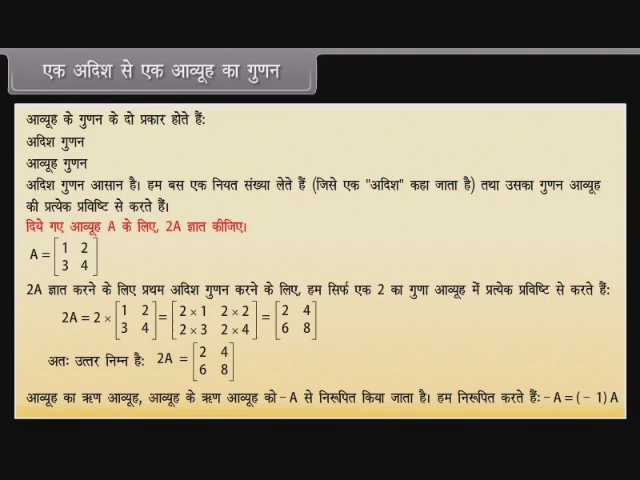 एक अदिश से एक आव्यूह का गुणन
आव्यूह के गुणन के दो प्रकार होते हैं:
अदिश गुणन
आव्यूह गुणन
अदिश गुणन आसान है। हम बस एक नियत संख्या लेते हैं (जिसे एक "अदिश" कहा जाता है) तथा उसका गुणन आव्यूह
की प्रत्येक प्रविष्टि से करते हैं।
दिये गए आव्यूह A के लिए, 2A ज्ञात कीजिए।
A = [1 2
3 4]
2A ज्ञात करने के लिए प्रथम अदिश गुणन करने के लिए, हम सिर्फ एक 2 का गुणा आव्यूह में प्रत्येक प्रविष्टि से करते हैं:
2A = 2 × [1 2 = [2 × 1 2 × 2 = [2 4
3 4] 2 × 3 2 × 4] 6 8]
अतः उत्तर निम्न है: 2A = [2 4
6 8]
आव्यूह का ऋण आव्यूह, आव्यूह के ऋण आव्यूह को – A से निरूपित किया जाता है। हम निरूपित करते हैं: – A = ( – 1) A